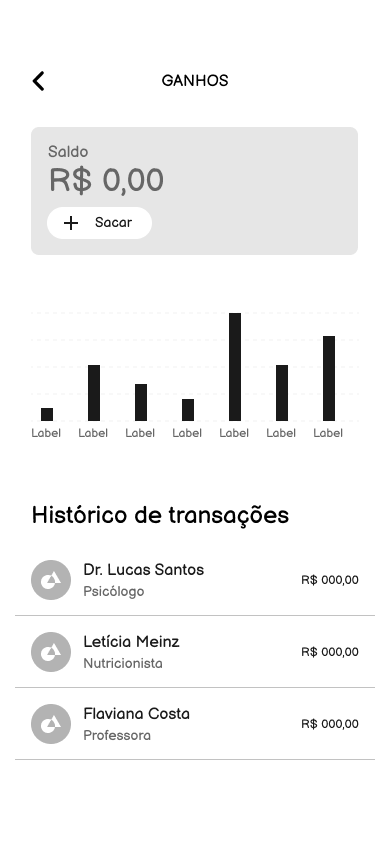 GANHOS
Saldo
R$ 0,00
Sacar
Label Label Label Label Label Label Label
Histórico de transações
Dr. Lucas Santos
R$ 000,00
Psicólogo
Letícia Meinz
R$ 000,00
Nutricionista
Flaviana Costa
R$ 000,00
Professora